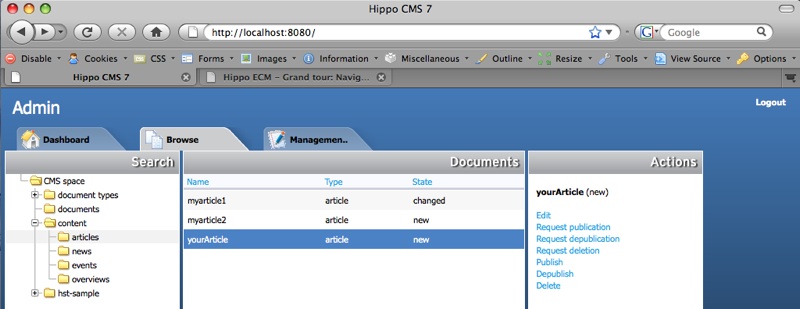 Hippo CMS 7
http://localhost:8080/
Google
Disable Cookies CSS Forms Images Information Miscellaneous Outline Resize Tools View Source Options
Hippo CMS 7
Hippo ECM – Grand tour: Navig...
Admin
Logout
Dashboard
Browse
Managemen..
Search
Documents
Actions
CMS space
document types
documents
content
articles
news
events
overviews
hst-sample
Name Type State
myarticle1 article changed
myarticle2 article new
yourArticle article new
yourArticle (new)
Edit
Request publication
Request depublication
Request deletion
Publish
Depublish
Delete